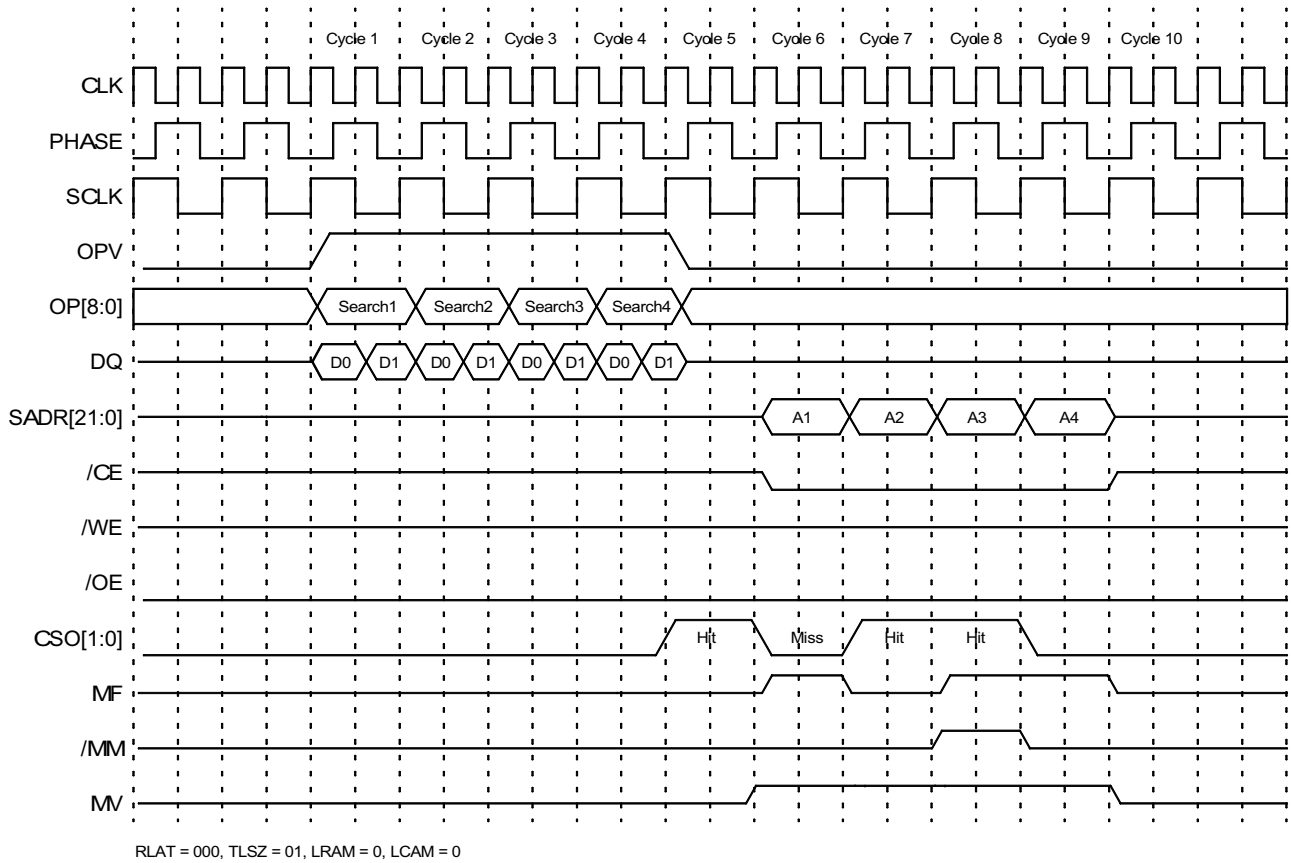 Cycle 1 Cycle 2 Cycle 3 Cycle 4 Cycle 5 Cycle 6 Cycle 7 Cycle 8 Cycle 9 Cycle 10
CLK
PHASE
SCLK
OPV
OP[8:0] Search1 Search2 Search3 Search4
DQ D0 D1 D0 D1 D0 D1 D0 D1
SADR[21:0] A1 A2 A3 A4
/CE
/WE
/OE
CSO[1:0] Hit Miss Hit Hit
MF
/MM
MV
RLAT = 000, TLSZ = 01, LRAM = 0, LCAM = 0